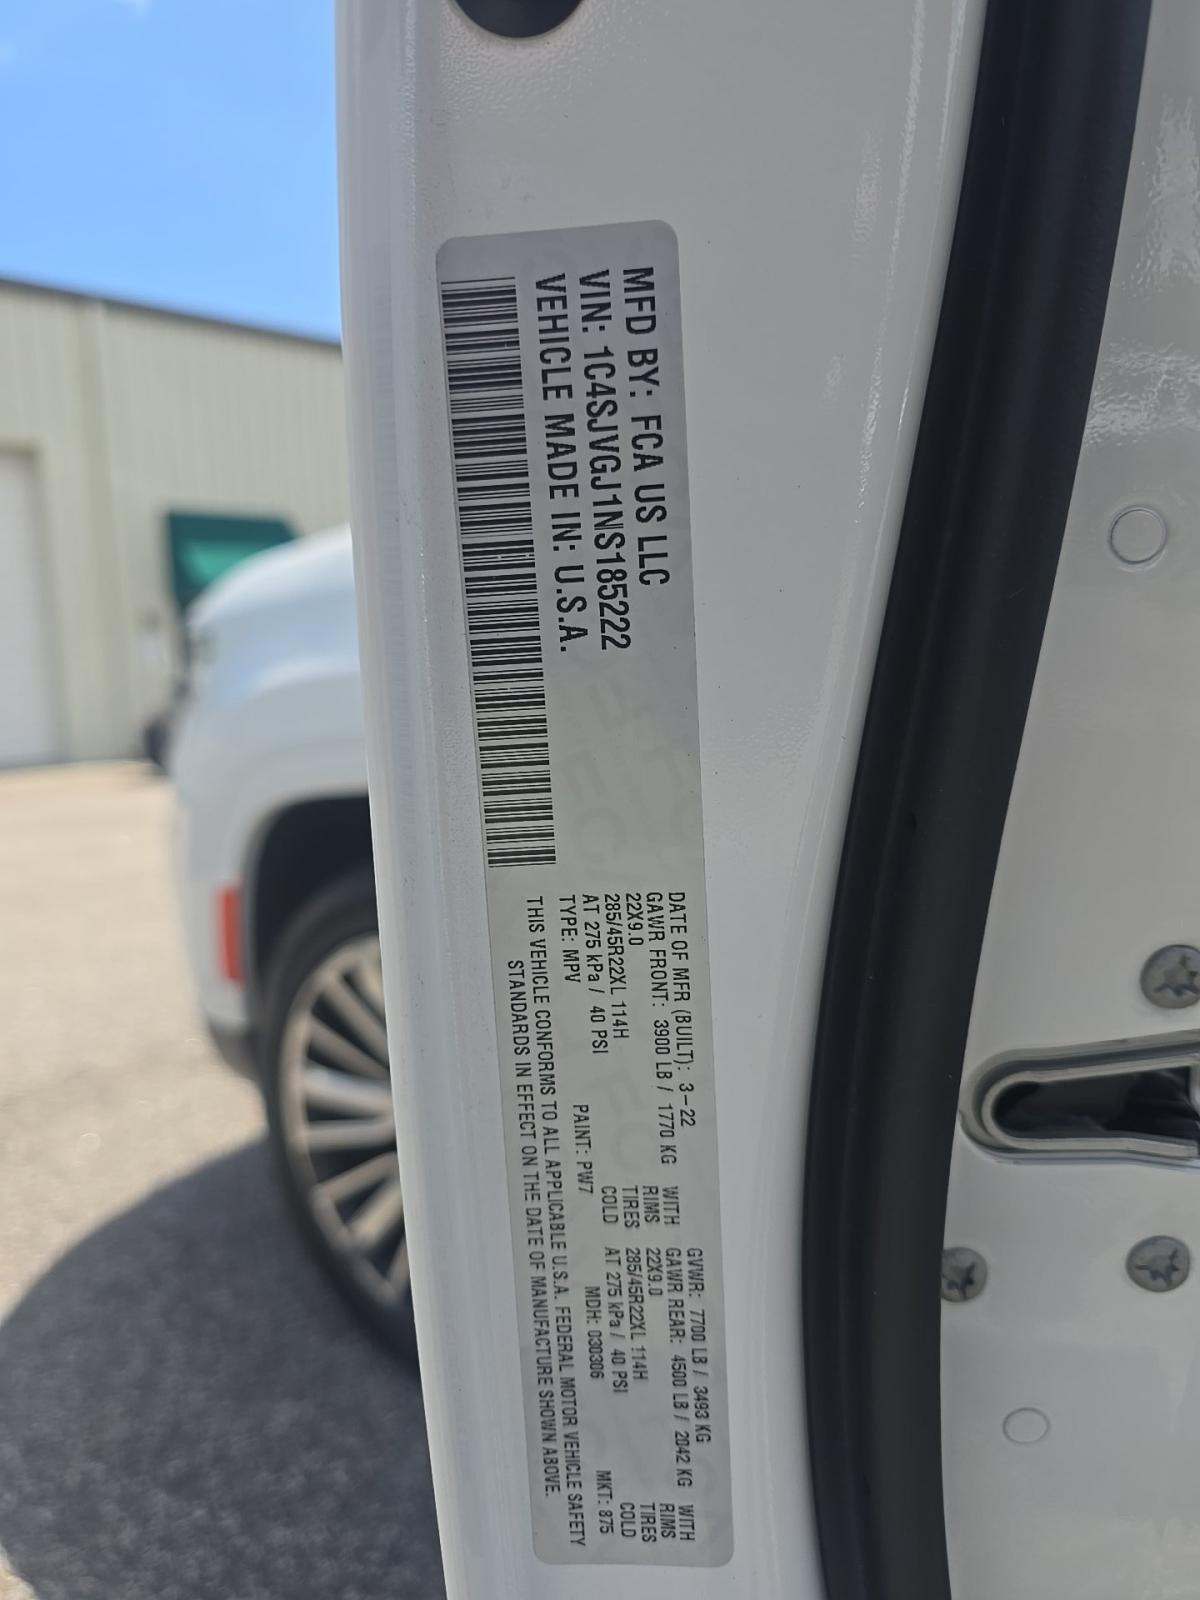 MFD BY: FCA US LLC
VIN: 1C4SJVGJ1NS185222
VEHICLE MADE IN: U.S.A.
DATE OF MFR (BUILT): 3-22 GVWR: 7700 LB / 3493 KG
GAWR FRONT: 3900 LB / 1770 KG WITH GAWR REAR: 4500 LB / 2042 KG WITH
22X9.0 RIMS 22X9.0 RIMS
285/45R22XL 114H TIRES 285/45R22XL 114H TIRES
AT 275 kPa / 40 PSI COLD AT 275 kPa / 40 PSI COLD
TYPE: MPV PAINT: PW7 MDH: 030306 MKT: 875
THIS VEHICLE CONFORMS TO ALL APPLICABLE U.S.A. FEDERAL MOTOR VEHICLE SAFETY
STANDARDS IN EFFECT ON THE DATE OF MANUFACTURE SHOWN ABOVE.